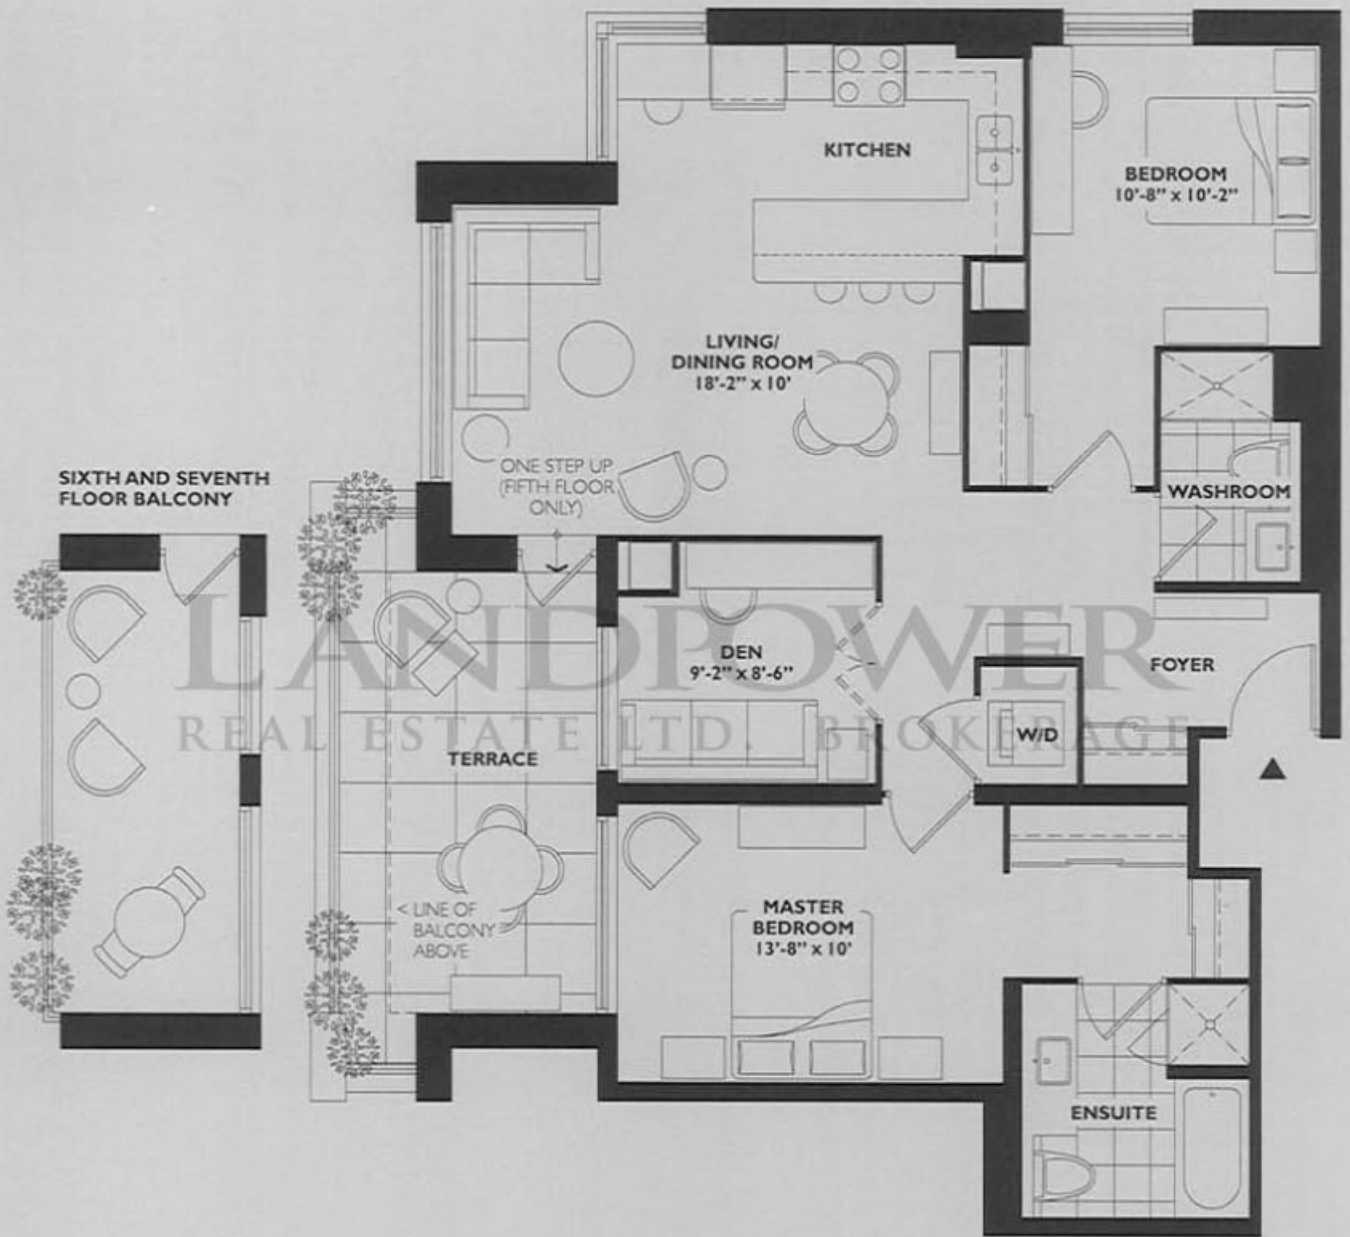 KITCHEN
BEDROOM
10'-8" x 10'-2"
LIVING/
DINING ROOM
18'-2" x 10'
ONE STEP UP
(FIFTH FLOOR
ONLY)
SIXTH AND SEVENTH
FLOOR BALCONY
WASHROOM
LANDPOWER
REAL ESTATE LTD. BROKERAGE
DEN
9'-2" x 8'-6"
FOYER
W/D
TERRACE
< LINE OF
BALCONY
ABOVE
MASTER
BEDROOM
13'-8" x 10'
ENSUITE